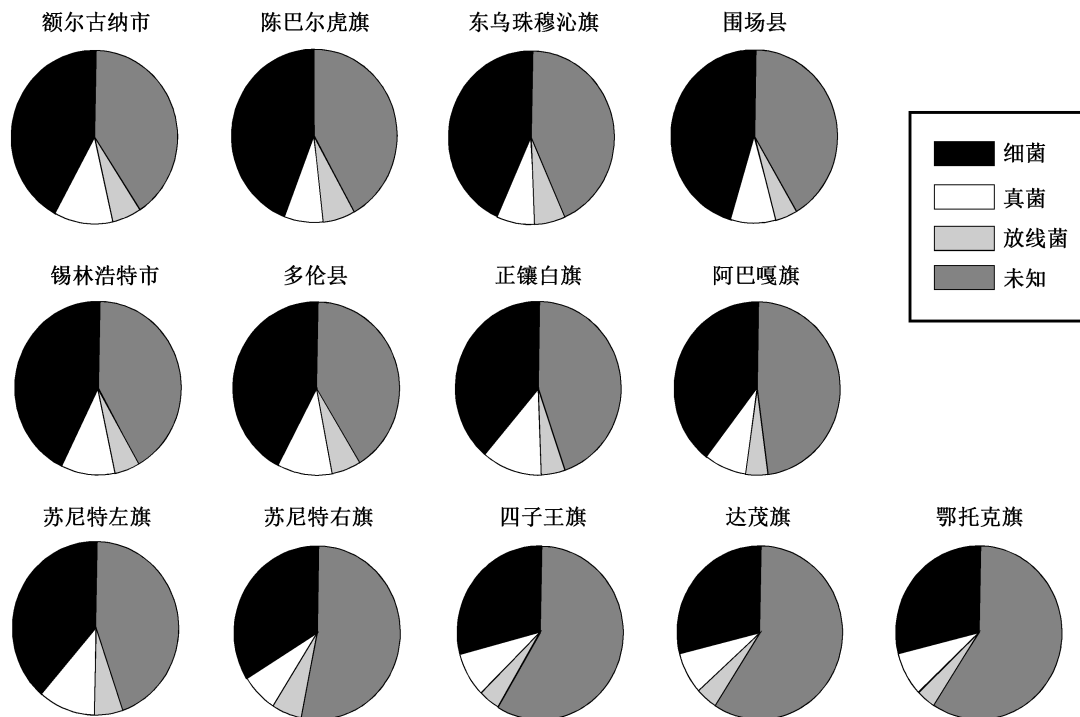 额尔古纳市 陈巴尔虎旗 东乌珠穆沁旗 围场县
细菌
真菌
放线菌
未知
锡林浩特市 多伦县 正镶白旗 阿巴嘎旗
苏尼特左旗 苏尼特右旗 四子王旗 达茂旗 鄂托克旗